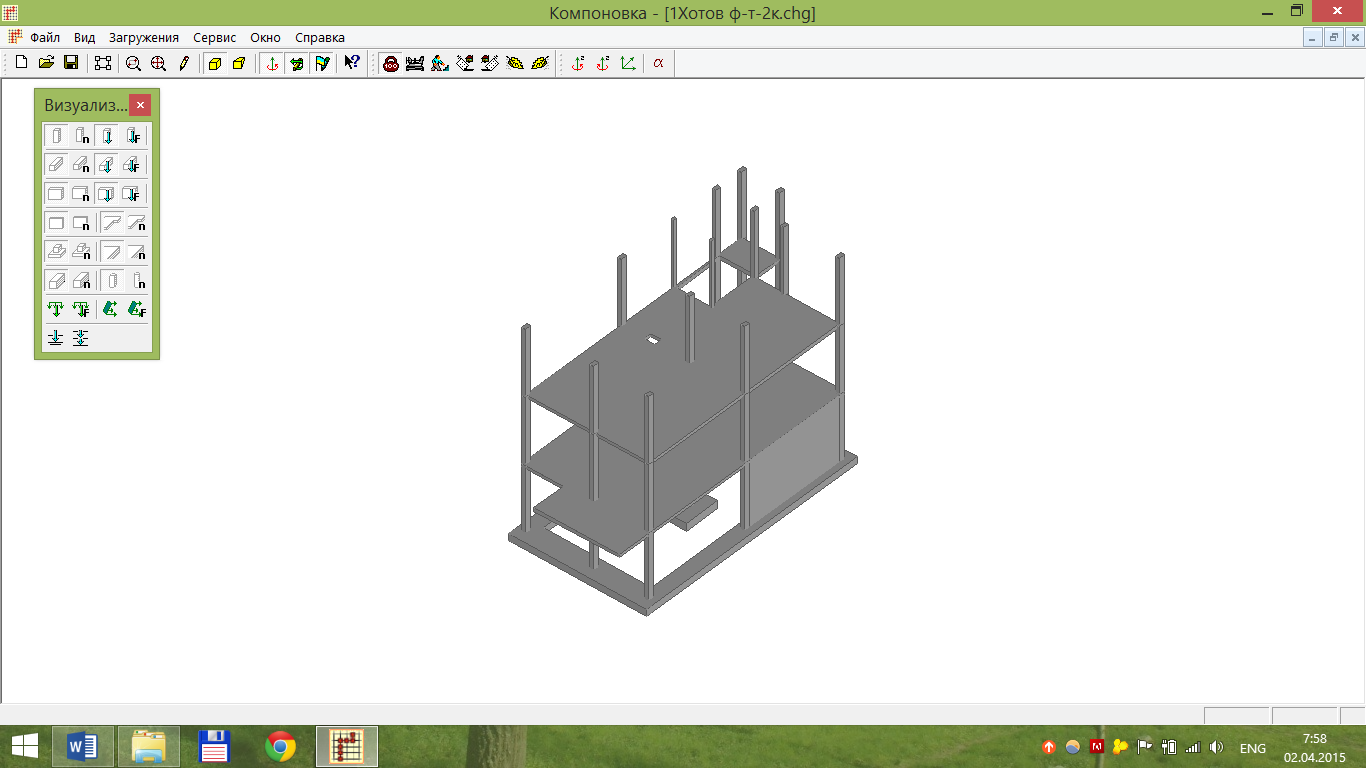 Компоновка - [1Хотов ф-т-2к.chg]
Файл Вид Загружения Сервис Окно Справка
α
Визуализ...
n F
n F
n F
n n
n n
n n
F F
ENG
7:58
02.04.2015